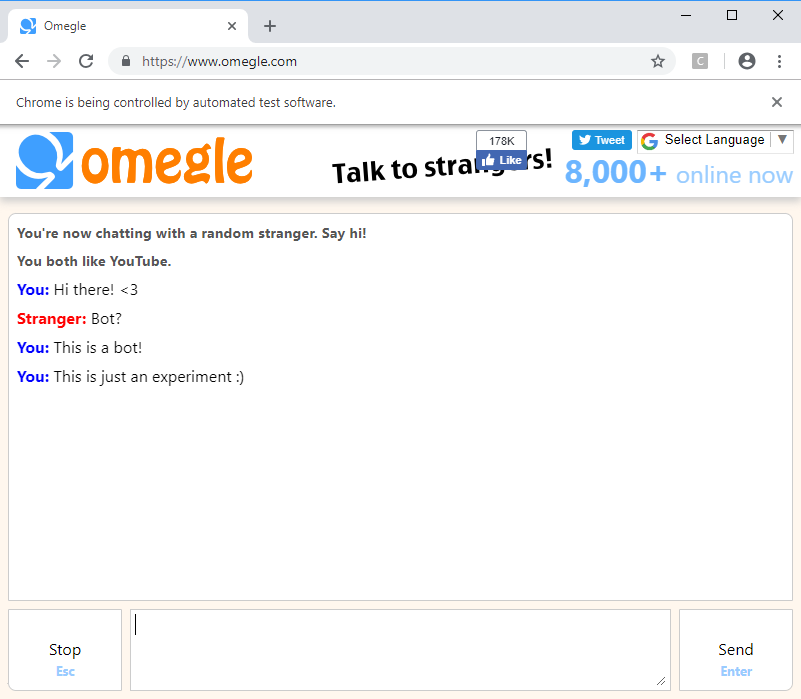 Omegle
https://www.omegle.com
C
Chrome is being controlled by automated test software.
omegle
Talk to strangers!
178K
Like
Tweet
G Select Language ▼
8,000+ online now
You're now chatting with a random stranger. Say hi!
You both like YouTube.
You: Hi there! <3
Stranger: Bot?
You: This is a bot!
You: This is just an experiment :)
Stop
Esc
Send
Enter